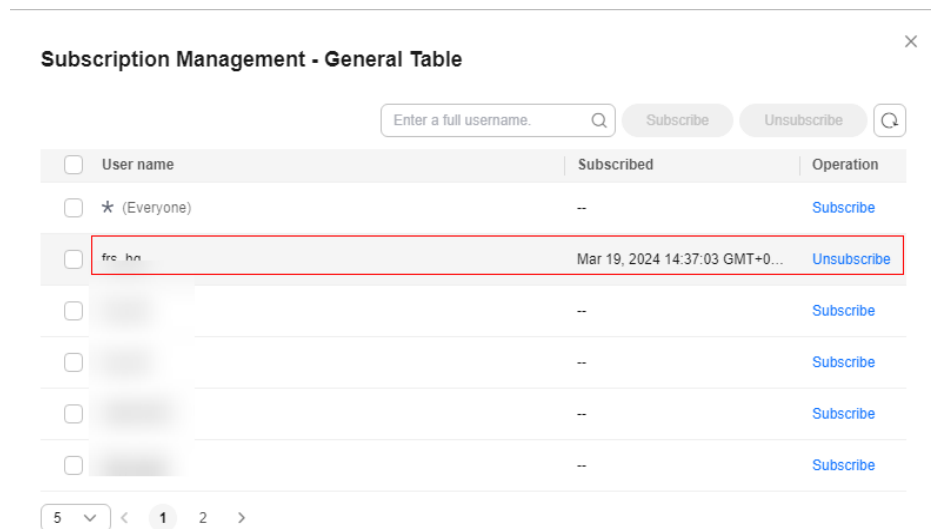 Subscription Management - General Table
Enter a full username. Subscribe Unsubscribe
User name Subscribed Operation
* (Everyone) -- Subscribe
Mar 19, 2024 14:37:03 GMT+0... Unsubscribe
-- Subscribe
-- Subscribe
-- Subscribe
-- Subscribe
5 < 1 2 >